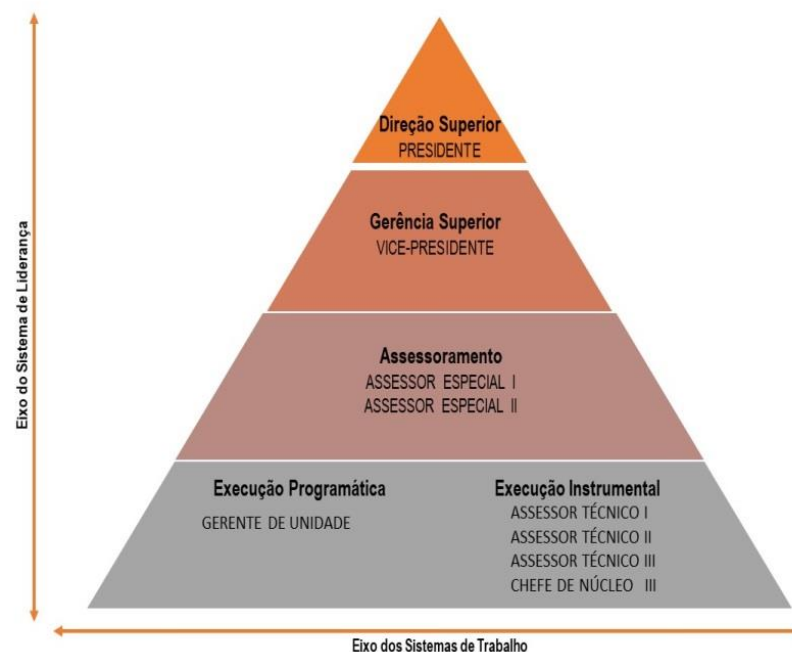 Direção Superior
PRESIDENTE
Gerência Superior
VICE-PRESIDENTE
Assessoramento
ASSESSOR ESPECIAL I
ASSESSOR ESPECIAL II
Execução Programática
GERENTE DE UNIDADE
Execução Instrumental
ASSESSOR TÉCNICO I
ASSESSOR TÉCNICO II
ASSESSOR TÉCNICO III
CHEFE DE NÚCLEO III
Eixo do Sistema de Liderança
Eixo dos Sistemas de Trabalho